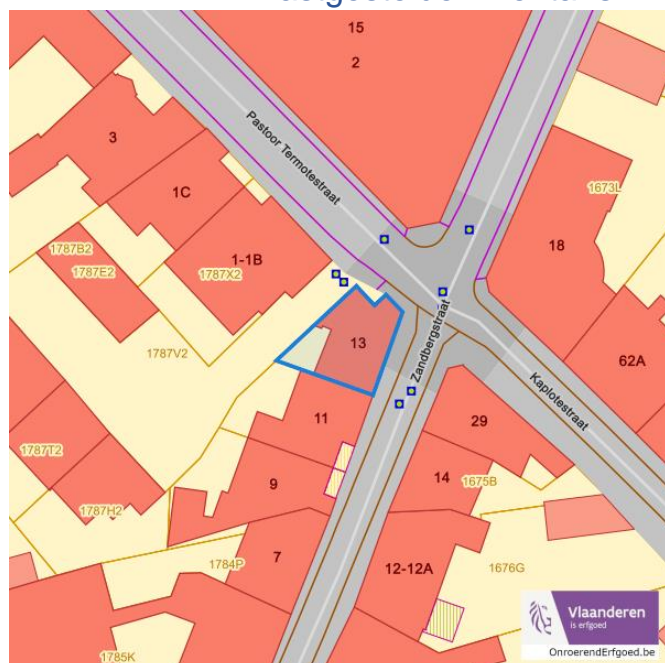 15
2
Pastoor Termotestraat
3
1C
1673L
18
1787B2
1787E2
1-1B
1787X2
Zandbergstraat
13
1787V2
62A
Kaplotestraat
11
29
1787T2
9
14
1675B
1787H2
7
1784P
12-12A
1676G
Vlaanderen
is erfgoed
OnroerendErfgoed.be
1785K